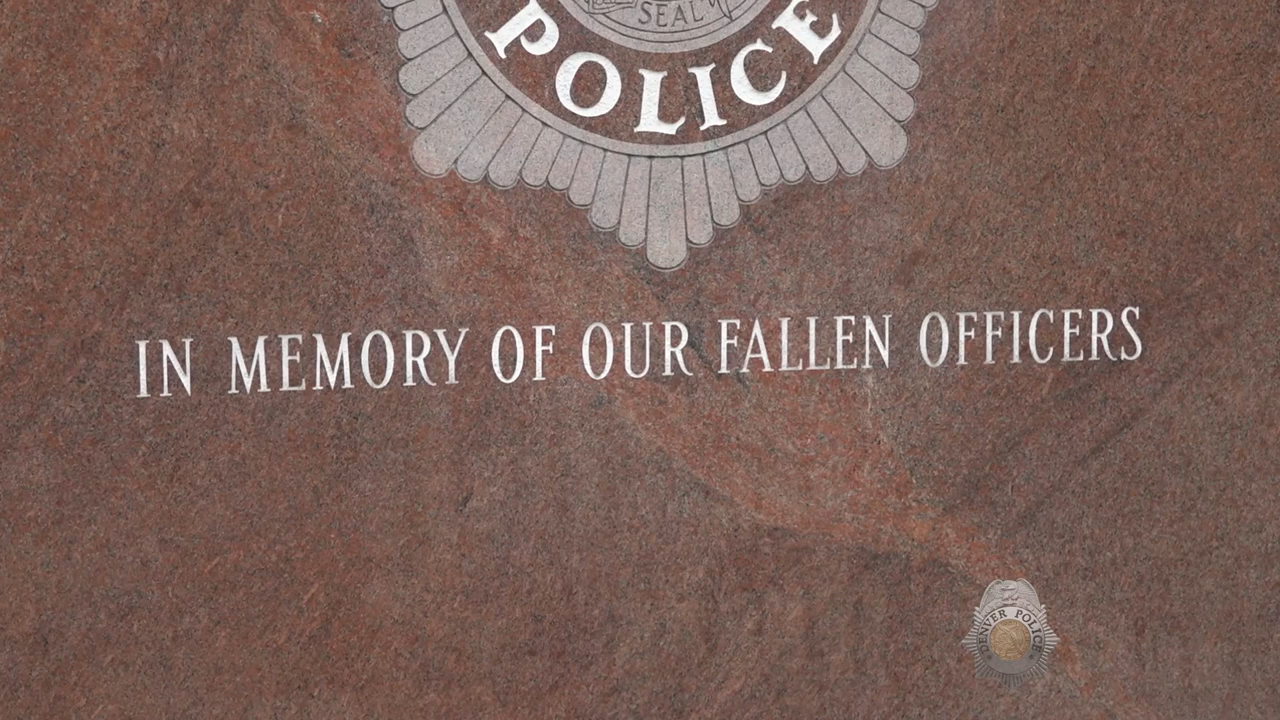 SEAL
POLICE
IN MEMORY OF OUR FALLEN OFFICERS
DENVER POLICE